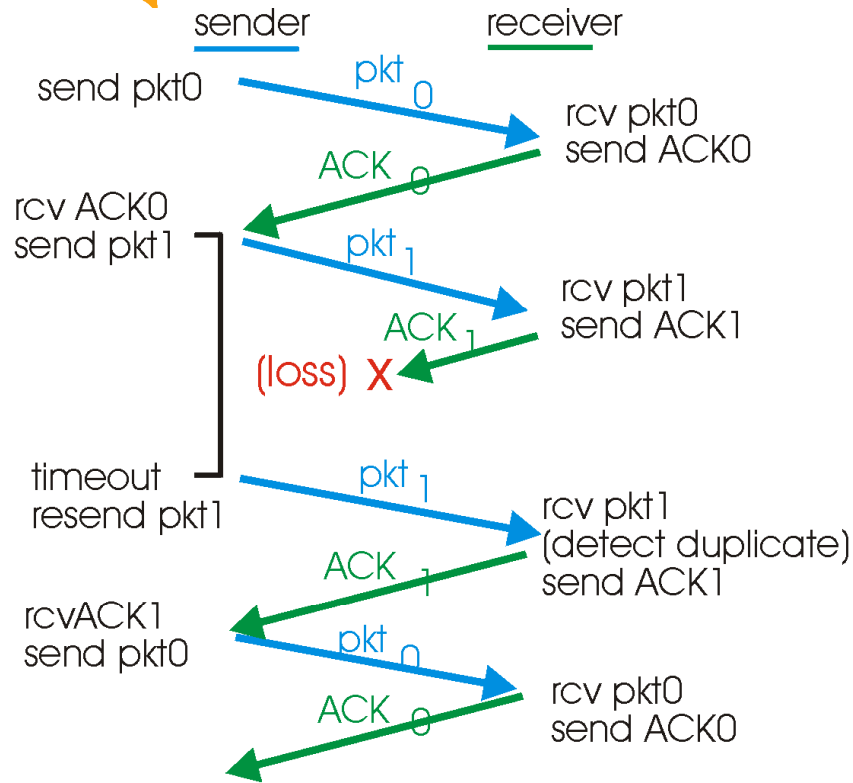 sender
receiver
send pkt0
pkt 0
rcv pkt0
send ACK0
ACK 0
rcv ACK0
send pkt1
pkt 1
rcv pkt1
send ACK1
ACK 1
(loss) X
timeout
resend pkt1
pkt 1
rcv pkt1
(detect duplicate)
send ACK1
ACK 1
rcvACK1
send pkt0
pkt 0
rcv pkt0
send ACK0
ACK 0